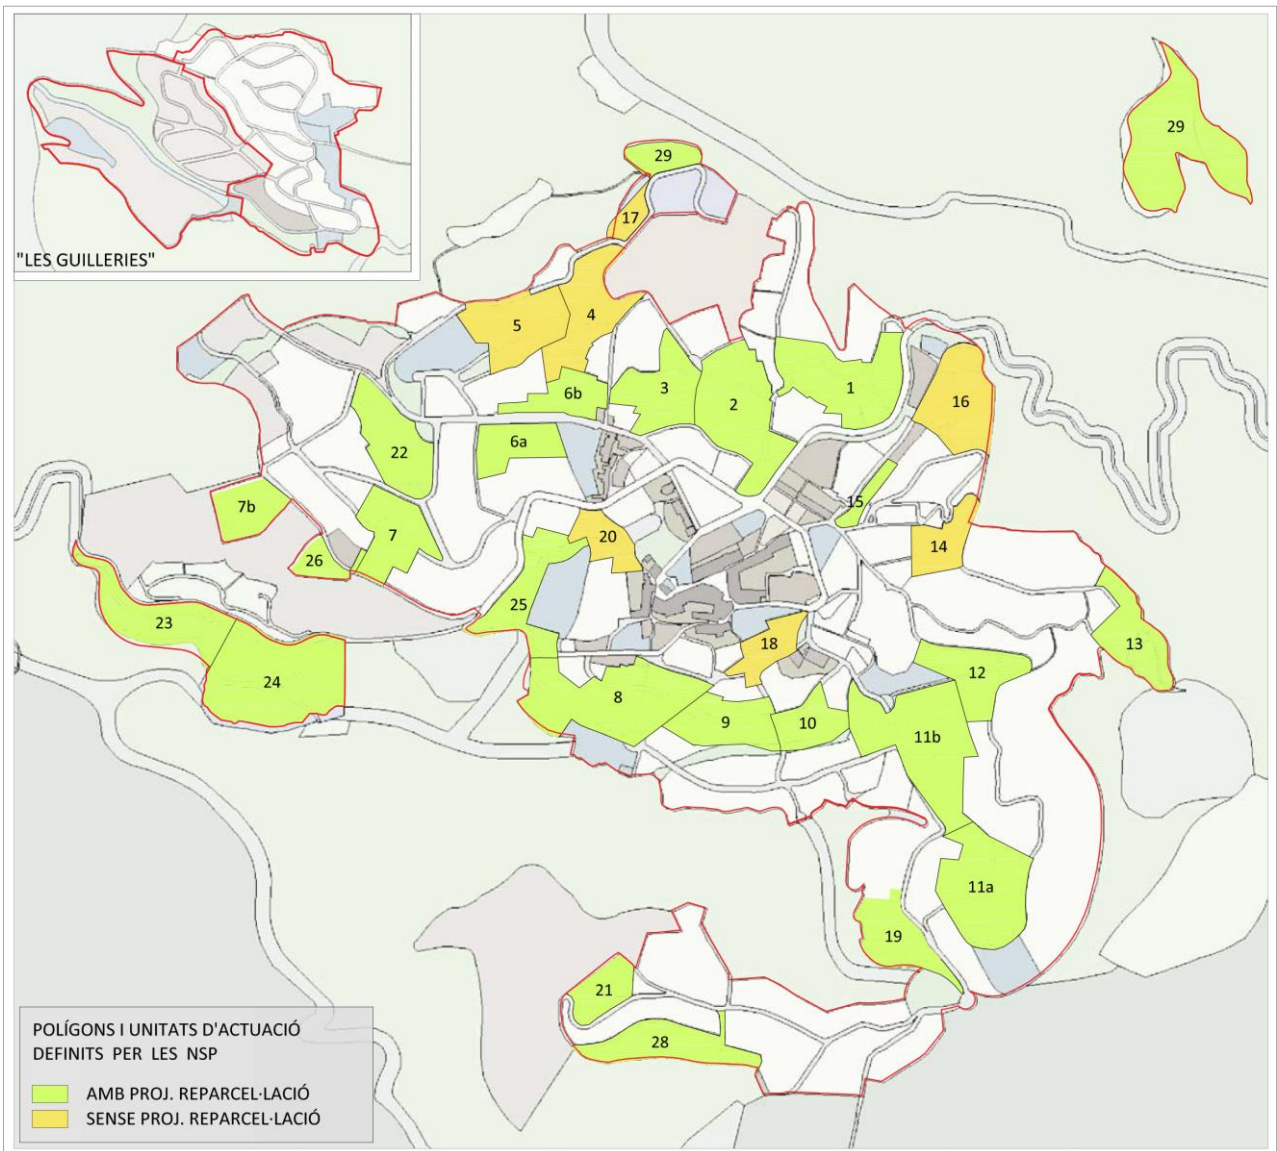 "LES GUILLERIES"
29
29
17
4
5
1
3
6b
2
16
6a
22
15
7b
20
14
7
26
25
23
18
13
12
24
8
9
10
11b
11a
19
21
28
POLÍGONS I UNITATS D'ACTUACIÓ
DEFINITS PER LES NSP
AMB PROJ. REPARCEL·LACIÓ
SENSE PROJ. REPARCEL·LACIÓ